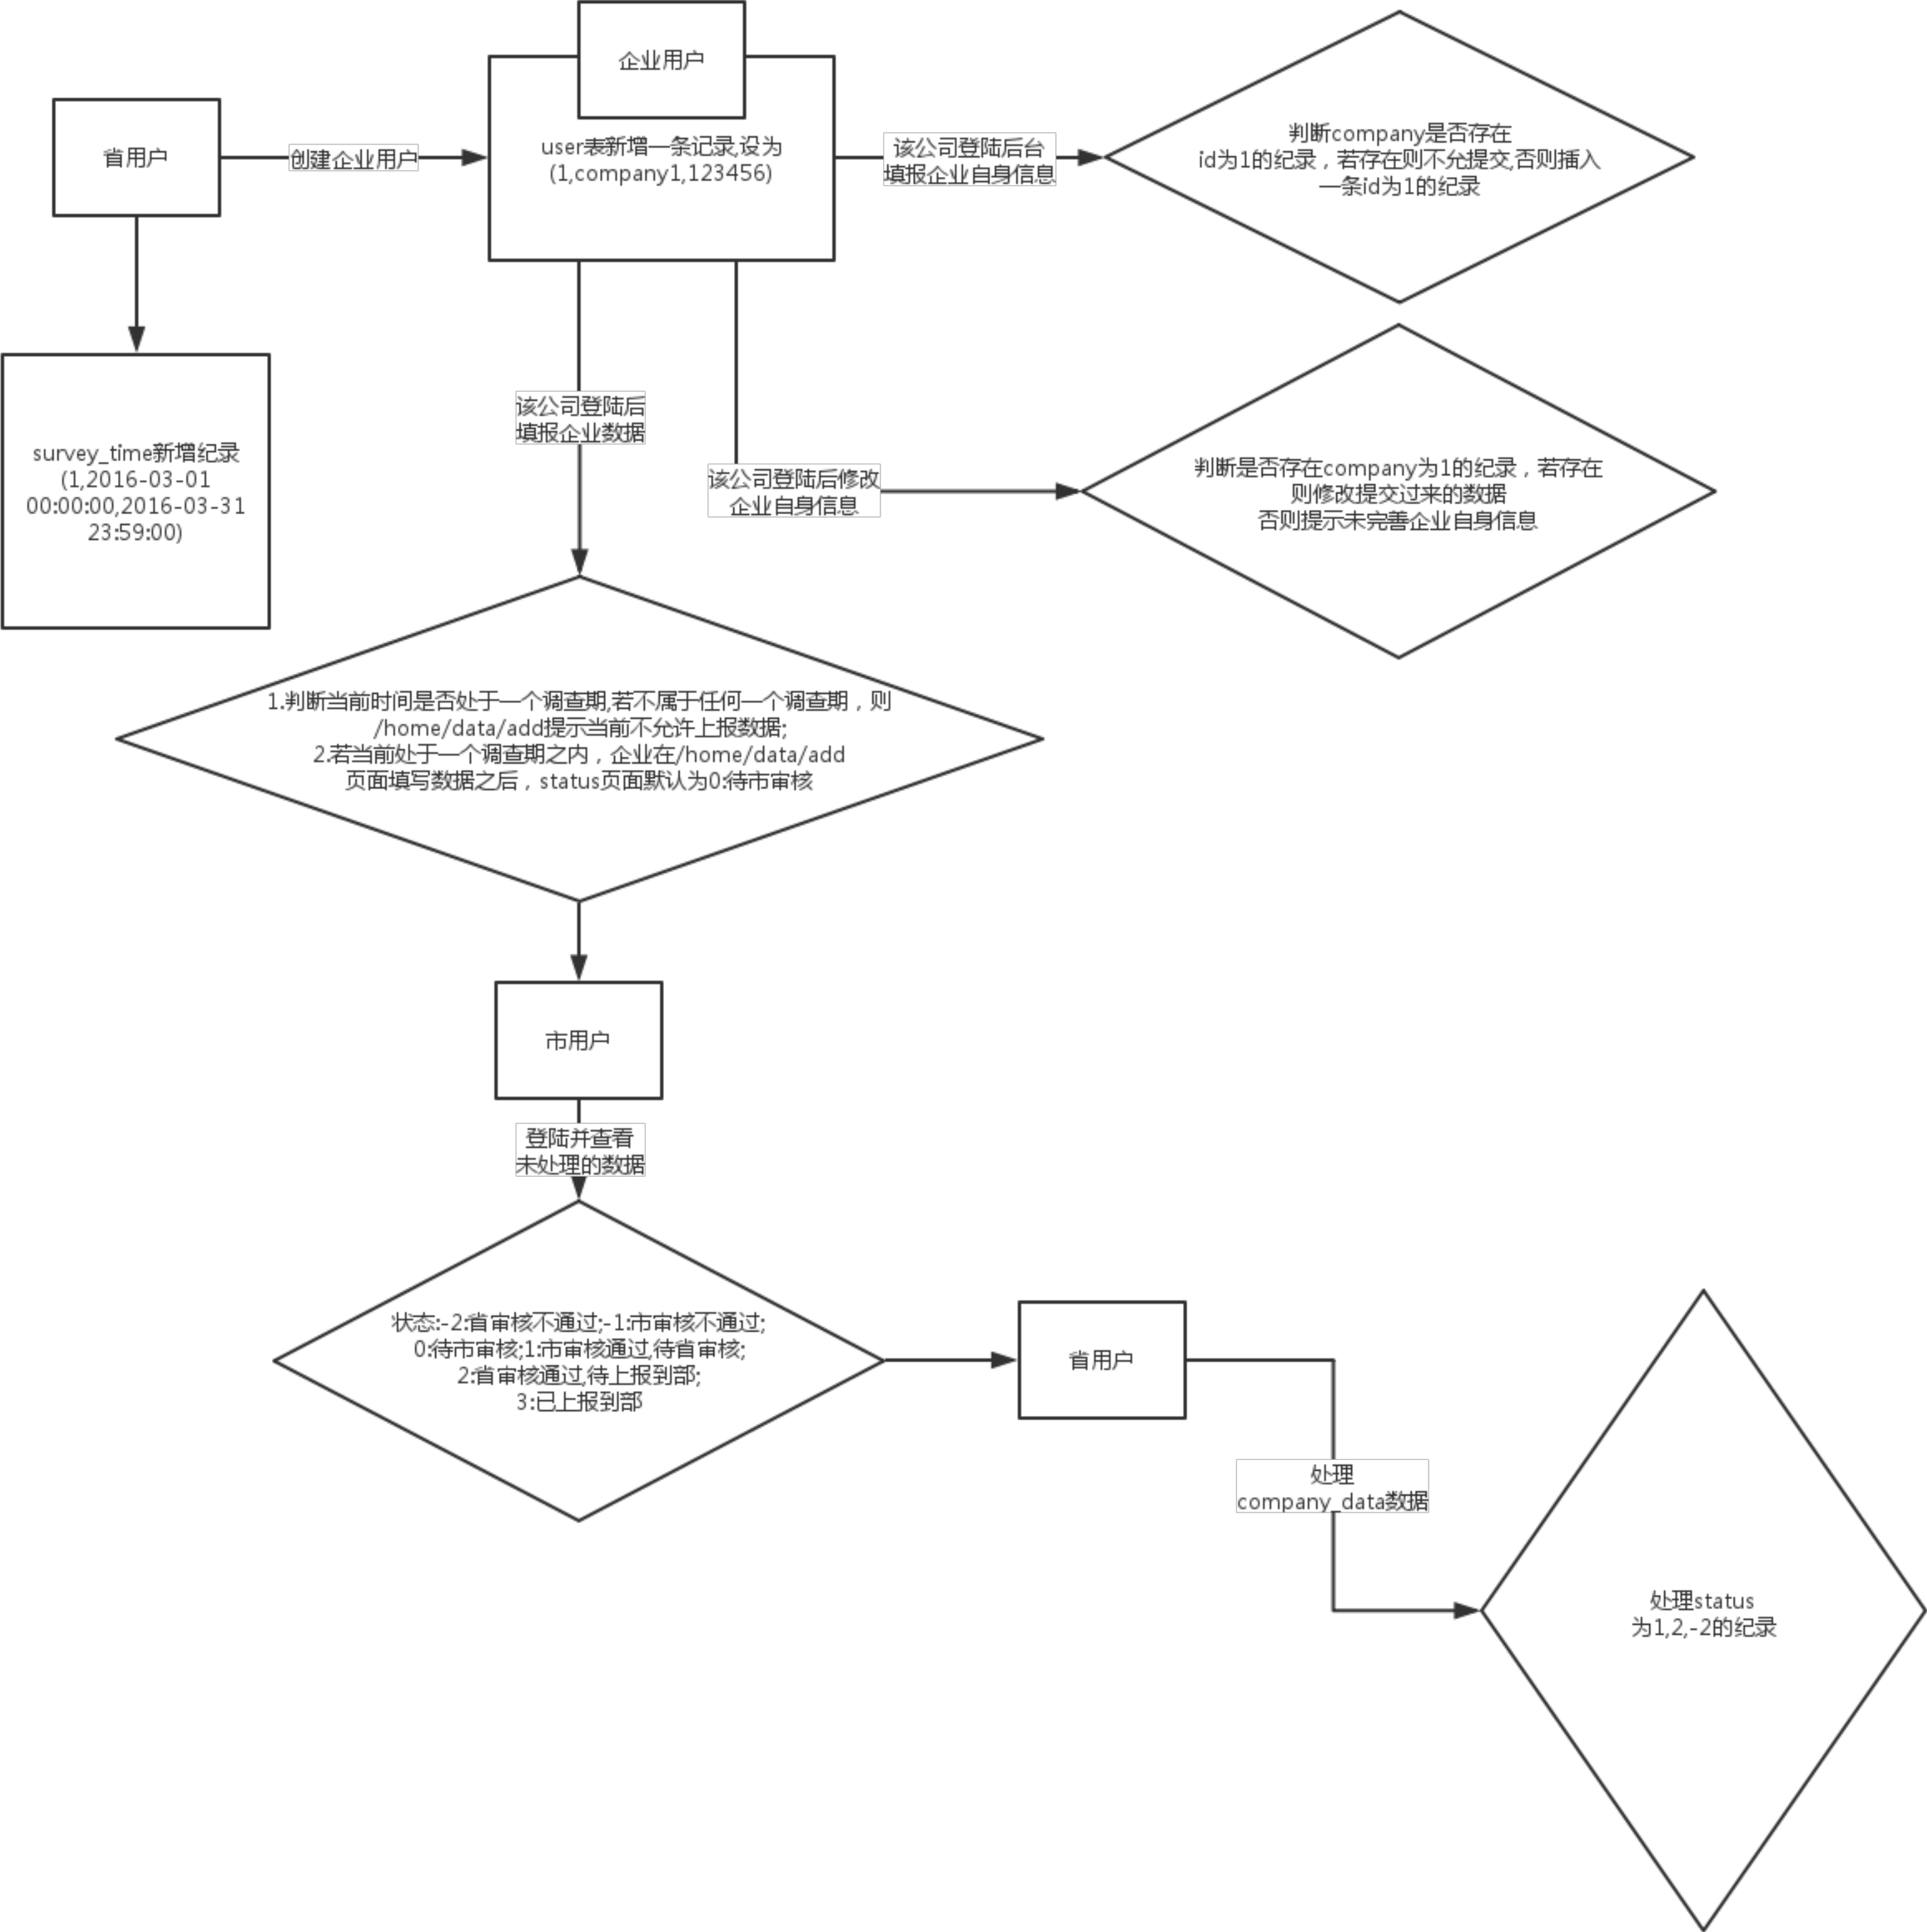 企业用户
省用户
创建企业用户
user表新增一条记录,设为
(1,company1,123456)
该公司登陆后台
填报企业自身信息
判断company是否存在
id为1的纪录，若存在则不允提交,否则插入
一条id为1的纪录
survey_time新增纪录
(1,2016-03-01
00:00:00,2016-03-31
23:59:00)
该公司登陆后
填报企业数据
该公司登陆后修改
企业自身信息
判断是否存在company为1的纪录，若存在
则修改提交过来的数据
否则提示未完善企业自身信息
1.判断当前时间是否处于一个调查期,若不属于任何一个调查期，则
/home/data/add提示当前不允许上报数据;
2.若当前处于一个调查期之内，企业在/home/data/add
页面填写数据之后，status页面默认为0:待市审核
市用户
登陆并查看
未处理的数据
状态:-2:省审核不通过;-1:市审核不通过;
0:待市审核;1:市审核通过,待省审核;
2:省审核通过,待上报到部;
3:已上报到部
省用户
处理
company_data数据
处理status
为1,2,-2的纪录